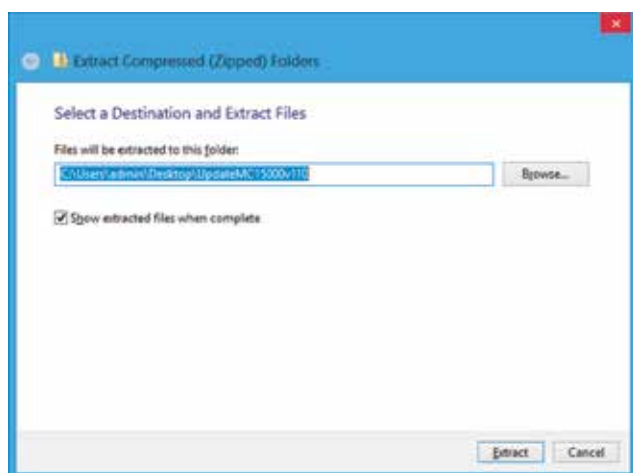 Extract Compressed (Zipped) Folders
Select a Destination and Extract Files
Files will be extracted to this folder:
C:\Users\admin\Desktop\UpdateMC15000v110
Browse...
Show extracted files when complete
Extract
Cancel